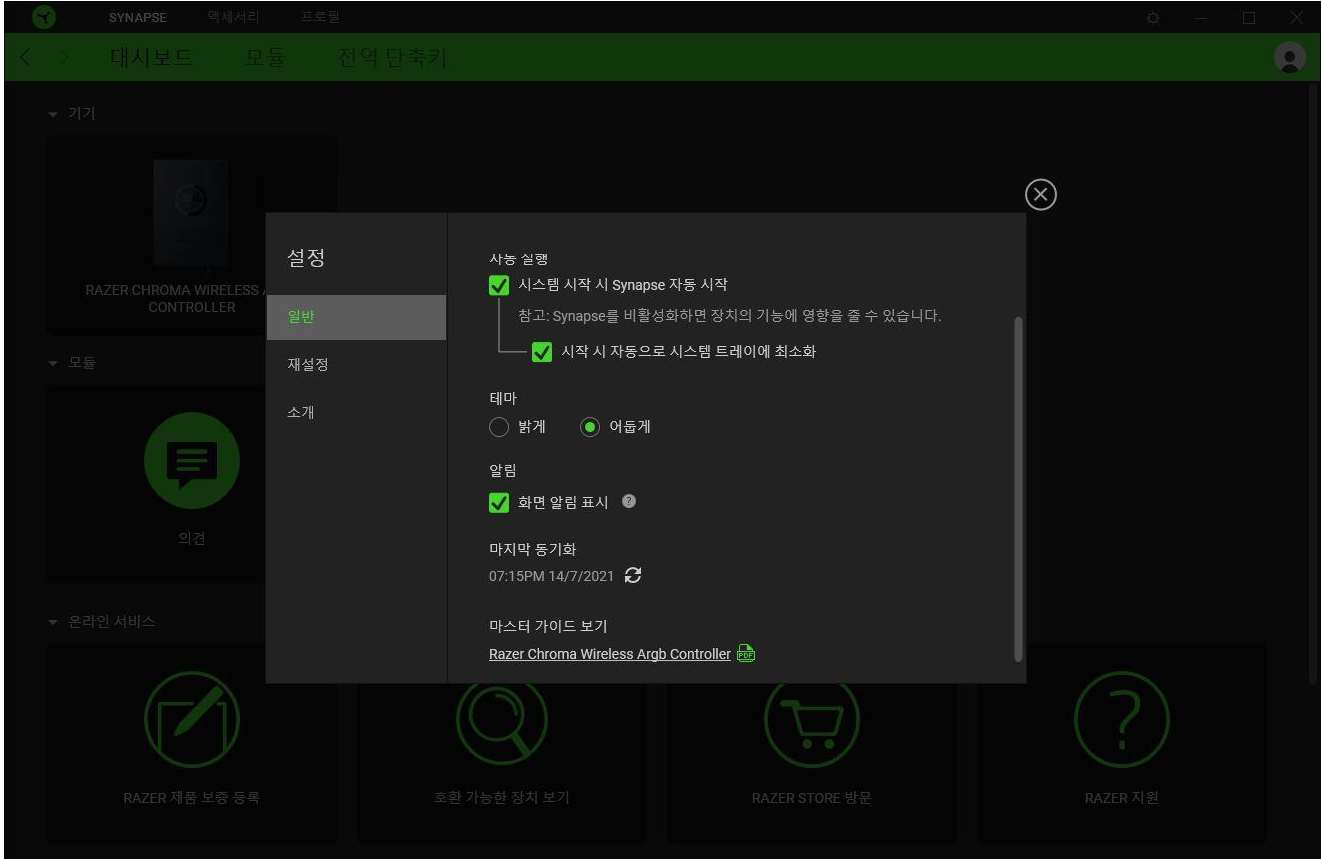 SYNAPSE 액세서리 프로필
대시보드 모듈 전역 단축키
기기
RAZER CHROMA WIRELESS
CONTROLLER
모듈
의견
온라인 서비스
RAZER 제품 보증 등록
호환 가능한 장치 보기
RAZER STORE 방문
RAZER 지원
설정
일반
재설정
소개
자동 실행
시스템 시작 시 Synapse 자동 시작
참고: Synapse를 비활성화하면 장치의 기능에 영향을 줄 수 있습니다.
시작 시 자동으로 시스템 트레이에 최소화
테마
밝게 어둡게
알림
화면 알림 표시 ?
마지막 동기화
07:15PM 14/7/2021
마스터 가이드 보기
Razer Chroma Wireless Argb Controller PDF